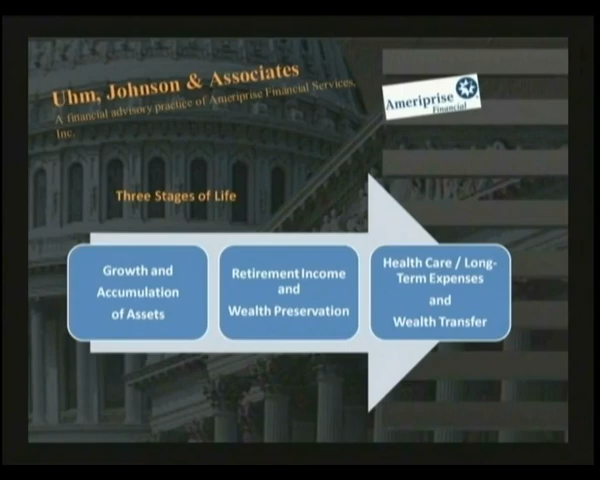 Uhm, Johnson & Associates
A financial advisory practice of Ameriprise Financial Services,
Inc.
Ameriprise
Financial
Three Stages of Life
Growth and
Accumulation
of Assets
Retirement Income
and
Wealth Preservation
Health Care / Long-
Term Expenses
and
Wealth Transfer